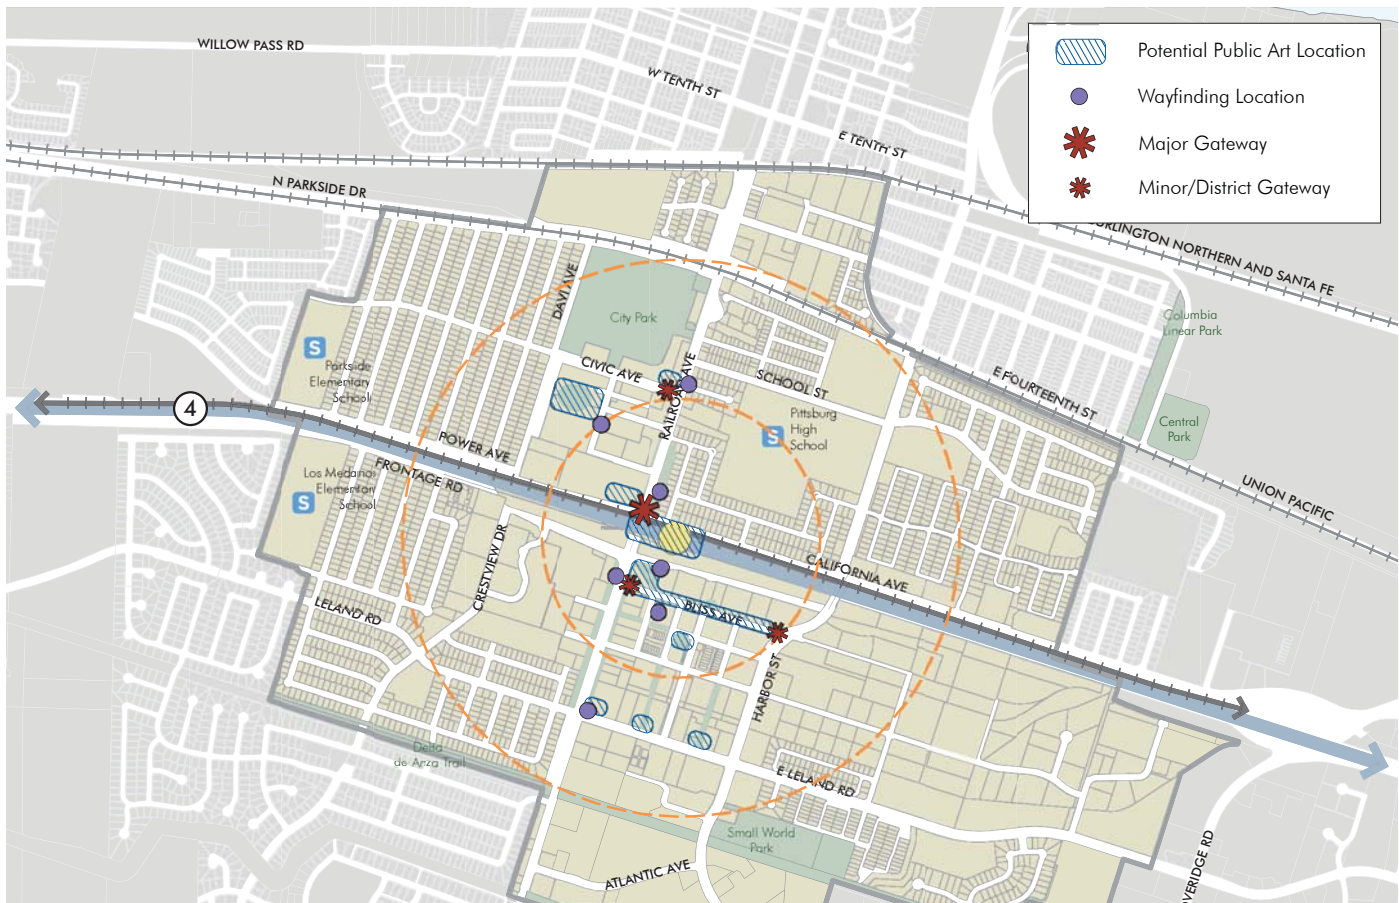 WILLOW PASS RD
W TENTH ST
E TENTH ST
Potential Public Art Location
Wayfinding Location
Major Gateway
Minor/District Gateway
N PARKSIDE DR
BURLINGTON NORTHERN AND SANTA FE
DAVI AVE
City Park
Columbia
Linear Park
S
Parkside
Elementary
School
CIVIC AVE
RAILROAD AVE
SCHOOL ST
E FOURTEENTH ST
4
S
Pittsburg
High
School
Central
Park
POWER AVE
FRONTAGE RD
S
Los Medanos
Elementary
School
UNION PACIFIC
CRESTVIEW DR
CALIFORNIA AVE
LELAND RD
BLISS AVE
HARBOR ST
Delta
de Anza Trail
E LELAND RD
Small World
Park
ATLANTIC AVE
OVERIDGE RD